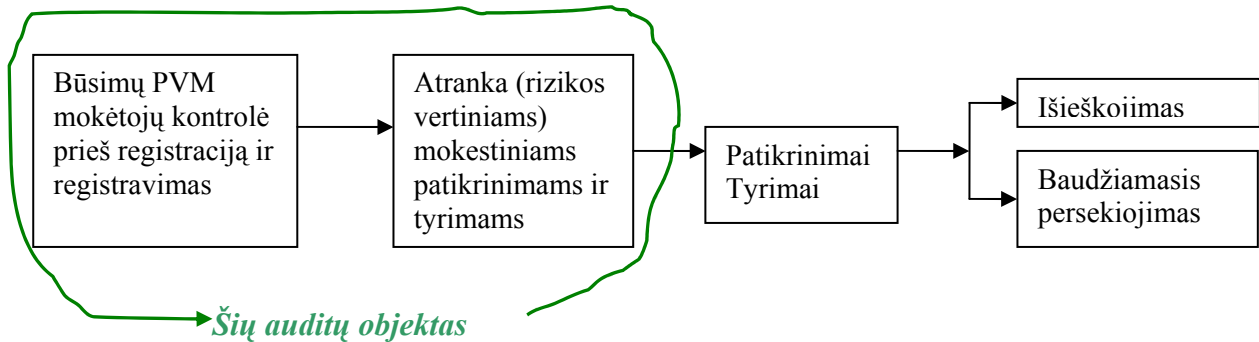 Būsimų PVM
mokėtojų kontrolė
prieš registraciją ir
registravimas
Atranka (rizikos
vertiniams)
mokestiniams
patikrinimams ir
tyrimams
Patikrinimai
Tyrimai
Išieškojimas
Baudžiamasis
persekiojimas
Šių auditų objektas